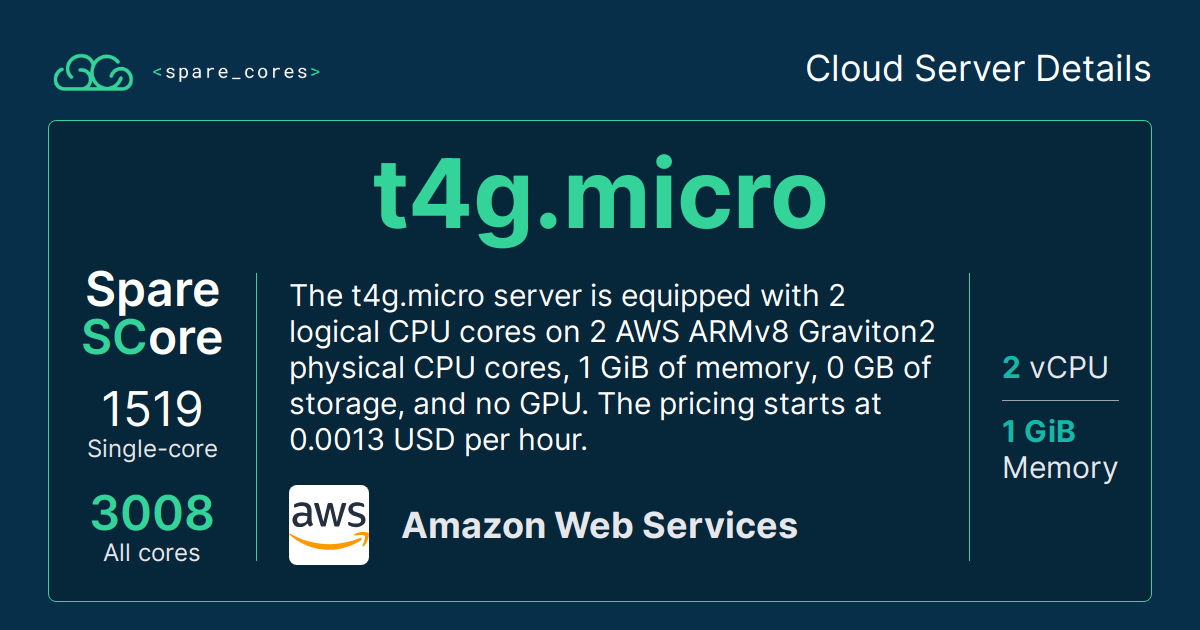 <spare_cores>
Cloud Server Details
t4g.micro
Spare
SCore
1519
Single-core
3008
All cores
The t4g.micro server is equipped with 2
logical CPU cores on 2 AWS ARMv8 Graviton2
physical CPU cores, 1 GiB of memory, 0 GB of
storage, and no GPU. The pricing starts at
0.0013 USD per hour.
aws
Amazon Web Services
2 vCPU
1 GiB
Memory